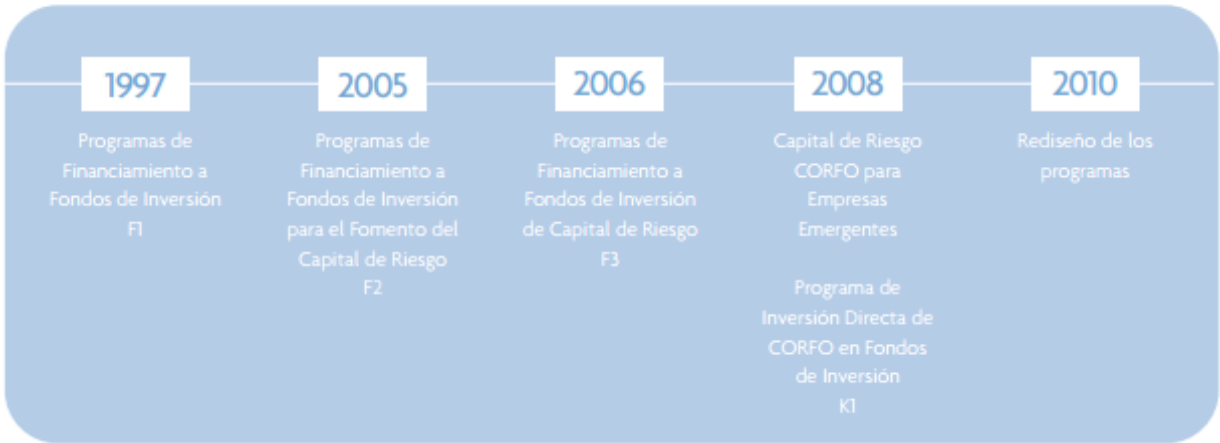 1997
Programas de
Financiamiento a
Fondos de Inversión
F1
2005
Programas de
Financiamiento a
Fondos de Inversión
para el Fomento del
Capital de Riesgo
F2
2006
Programas de
Financiamiento a
Fondos de Inversión
de Capital de Riesgo
F3
2008
Capital de Riesgo
CORFO para
Empresas
Emergentes
Programa de
Inversión Directa de
CORFO en Fondos
de Inversión
K1
2010
Rediseño de los
programas